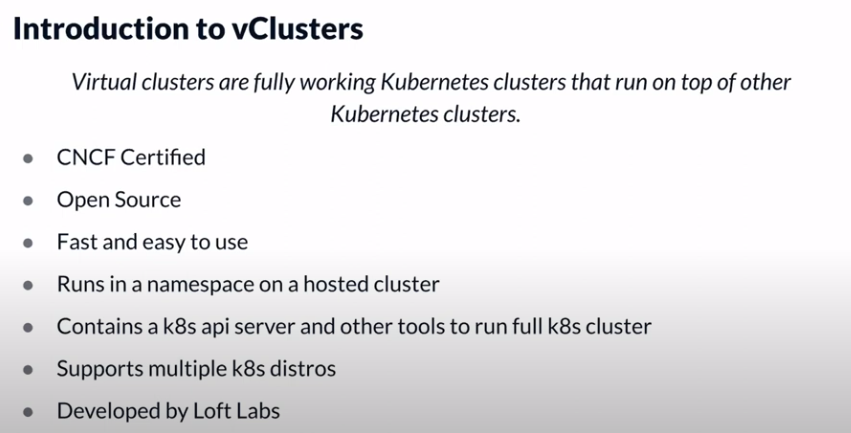 Introduction to vClusters
Virtual clusters are fully working Kubernetes clusters that run on top of other
Kubernetes clusters.
● CNCF Certified
● Open Source
● Fast and easy to use
● Runs in a namespace on a hosted cluster
● Contains a k8s api server and other tools to run full k8s cluster
● Supports multiple k8s distros
● Developed by Loft Labs